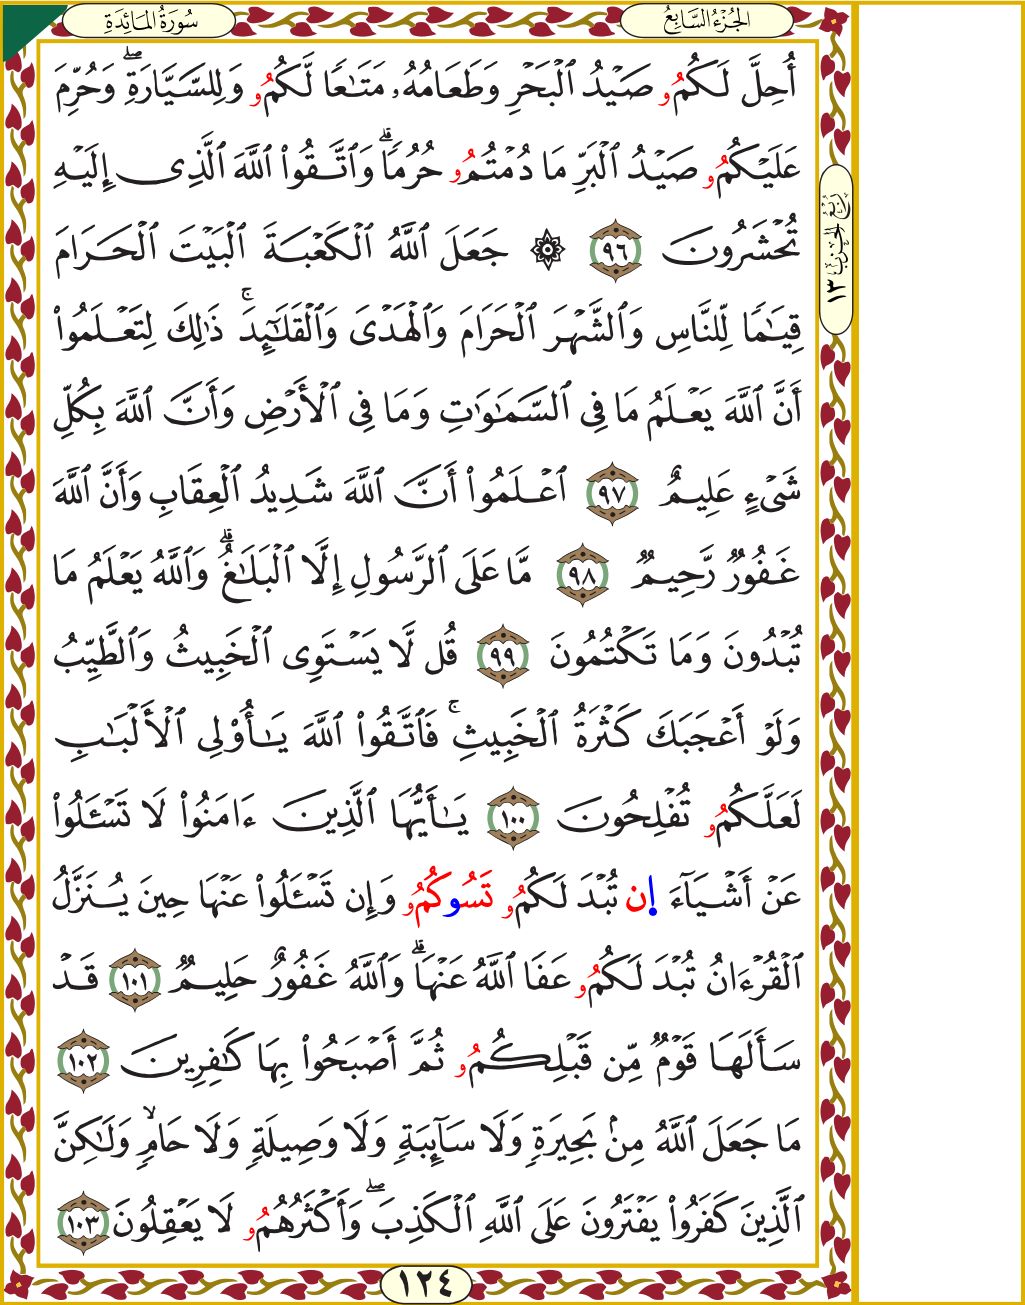 الجُزْءُ السَّابِعُ
سُورَةُ المَائِدَةِ
أُحِلَّ لَكُمُۥ صَيْدُ ٱلْبَحْرِ وَطَعَامُهُۥ مَتَٰعٗا لَّكُمُۥ وَلِلسَّيَّارَةِۖ وَحُرِّمَ
عَلَيْكُمُۥ صَيْدُ ٱلْبَرِّ مَا دُمْتُمُۥ حُرُمٗاۗ وَٱتَّقُواْ ٱللَّهَ ٱلَّذِىٓ إِلَيْهِ
تُحْشَرُونَ ٩٦ ۞ جَعَلَ ٱللَّهُ ٱلْكَعْبَةَ ٱلْبَيْتَ ٱلْحَرَامَ
قِيَٰمٗا لِّلنَّاسِ وَٱلشَّهْرَ ٱلْحَرَامَ وَٱلْهَدْىَ وَٱلْقَلَٰٓئِدَۚ ذَٰلِكَ لِتَعْلَمُوٓاْ
أَنَّ ٱللَّهَ يَعْلَمُ مَا فِى ٱلسَّمَٰوَٰتِ وَمَا فِى ٱلْأَرْضِ وَأَنَّ ٱللَّهَ بِكُلِّ
شَىْءٍ عَلِيمٌ ٩٧ ٱعْلَمُوٓاْ أَنَّ ٱللَّهَ شَدِيدُ ٱلْعِقَابِ وَأَنَّ ٱللَّهَ
غَفُورٞ رَّحِيمٞ ٩٨ مَّا عَلَى ٱلرَّسُولِ إِلَّا ٱلْبَلَٰغُۗ وَٱللَّهُ يَعْلَمُ مَا
تُبْدُونَ وَمَا تَكْتُمُونَ ٩٩ قُل لَّا يَسْتَوِى ٱلْخَبِيثُ وَٱلطَّيِّبُ
وَلَوْ أَعْجَبَكَ كَثْرَةُ ٱلْخَبِيثِۚ فَٱتَّقُواْ ٱللَّهَ يَٰٓأُوْلِى ٱلْأَلْبَٰبِ
لَعَلَّكُمُۥ تُفْلِحُونَ ١٠٠ يَٰٓأَيُّهَا ٱلَّذِينَ ءَامَنُواْ لَا تَسْـَٔلُواْ
عَنْ أَشْيَآءَ إِن تُبْدَ لَكُمُۥ تَسُوكُمُۥ وَإِن تَسْـَٔلُواْ عَنْهَا حِينَ يُنَزَّلُ
ٱلْقُرْءَانُ تُبْدَ لَكُمُۥ عَفَا ٱللَّهُ عَنْهَاۗ وَٱللَّهُ غَفُورٌ حَلِيمٞ ١٠١ قَدْ
سَأَلَهَا قَوْمٞ مِّن قَبْلِكُمُۥ ثُمَّ أَصْبَحُواْ بِهَا كَٰفِرِينَ ١٠٢
مَا جَعَلَ ٱللَّهُ مِنۢ بَحِيرَةٖ وَلَا سَآئِبَةٖ وَلَا وَصِيلَةٖ وَلَا حَامٖۙ وَلَٰكِنَّ
ٱلَّذِينَ كَفَرُواْ يَفْتَرُونَ عَلَى ٱللَّهِ ٱلْكَذِبَۖ وَأَكْثَرُهُمُۥ لَا يَعْقِلُونَ ١٠٣
رُبْعُ الحِزْبِ ١٣
١٢٤